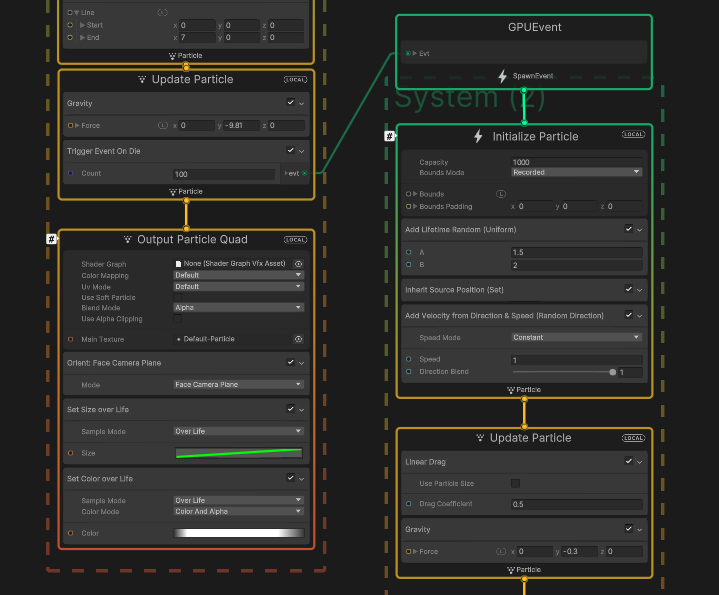 Line L
Start x 0 y 0 z 0
End x 7 y 0 z 0
Particle
Update Particle LOCAL
Gravity
Force L x 0 y -9.81 z 0
Trigger Event On Die
Count 100 evt
Particle
# Output Particle Quad LOCAL
Shader Graph None (Shader Graph Vfx Asset)
Color Mapping Default
Uv Mode Default
Use Soft Particle
Blend Mode Alpha
Use Alpha Clipping
Main Texture Default-Particle
Orient: Face Camera Plane
Mode Face Camera Plane
Set Size over Life
Sample Mode Over Life
Size
Set Color over Life
Sample Mode Over Life
Color Mode Color And Alpha
Color
GPUEvent
Evt
SpawnEvent
System (2)
# Initialize Particle LOCAL
Capacity 1000
Bounds Mode Recorded
Bounds L
Bounds Padding x 0 y 0 z 0
Add Lifetime Random (Uniform)
A 1.5
B 2
Inherit Source Position (Set)
Add Velocity from Direction & Speed (Random Direction)
Speed Mode Constant
Speed 1
Direction Blend 1
Particle
Update Particle LOCAL
Linear Drag
Use Particle Size
Drag Coefficient 0.5
Gravity
Force L x 0 y -0.3 z 0
Particle